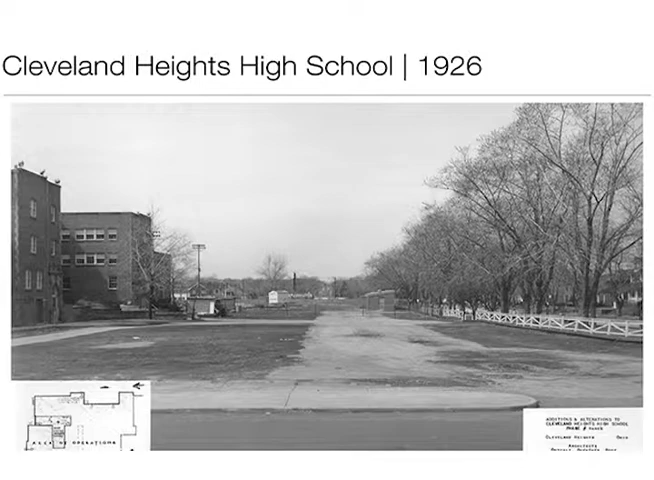 Cleveland Heights High School | 1926
AREA OF OPERATIONS
ADDITIONS & ALTERATIONS TO
CLEVELAND HEIGHTS HIGH SCHOOL
PHASE
CLEVELAND HEIGHTS OHIO
ARCHITECTS